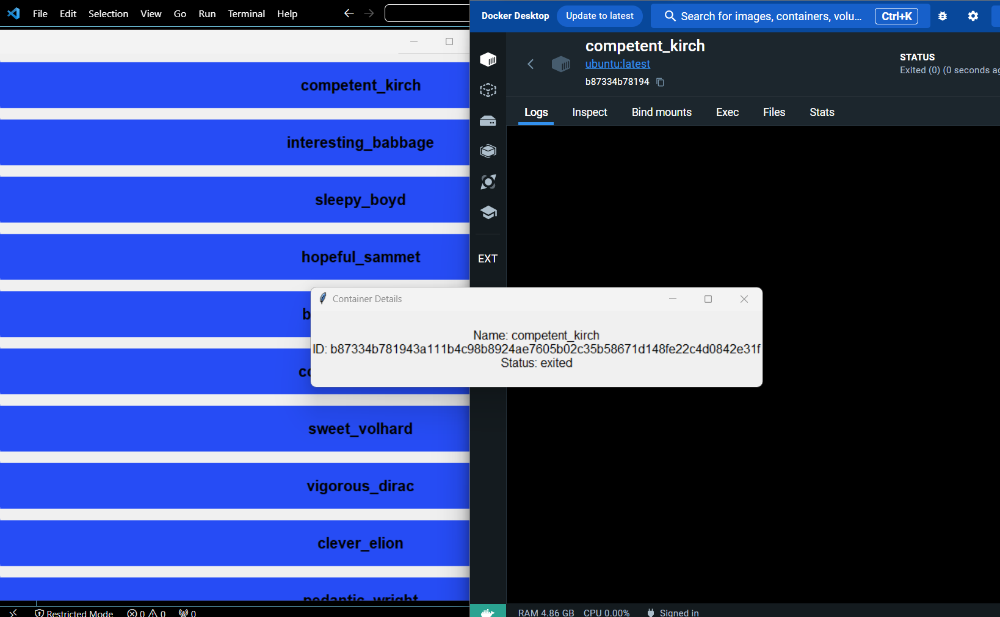 File Edit Selection View Go Run Terminal Help
competent_kirch
interesting_babbage
sleepy_boyd
hopeful_sammet
b
co
sweet_volhard
vigorous_dirac
clever_elion
pedantic_wright
Restricted Mode 0 0 0
Docker Desktop Update to latest Search for images, containers, volu... Ctrl+K
competent_kirch
ubuntu:latest
b87334b78194
STATUS
Exited (0) (0 seconds ag
Logs Inspect Bind mounts Exec Files Stats
EXT
Container Details
Name: competent_kirch
ID: b87334b781943a111b4c98b8924ae7605b02c35b58671d148fe22c4d0842e31f
Status: exited
RAM 4.86 GB CPU 0.00% Signed in